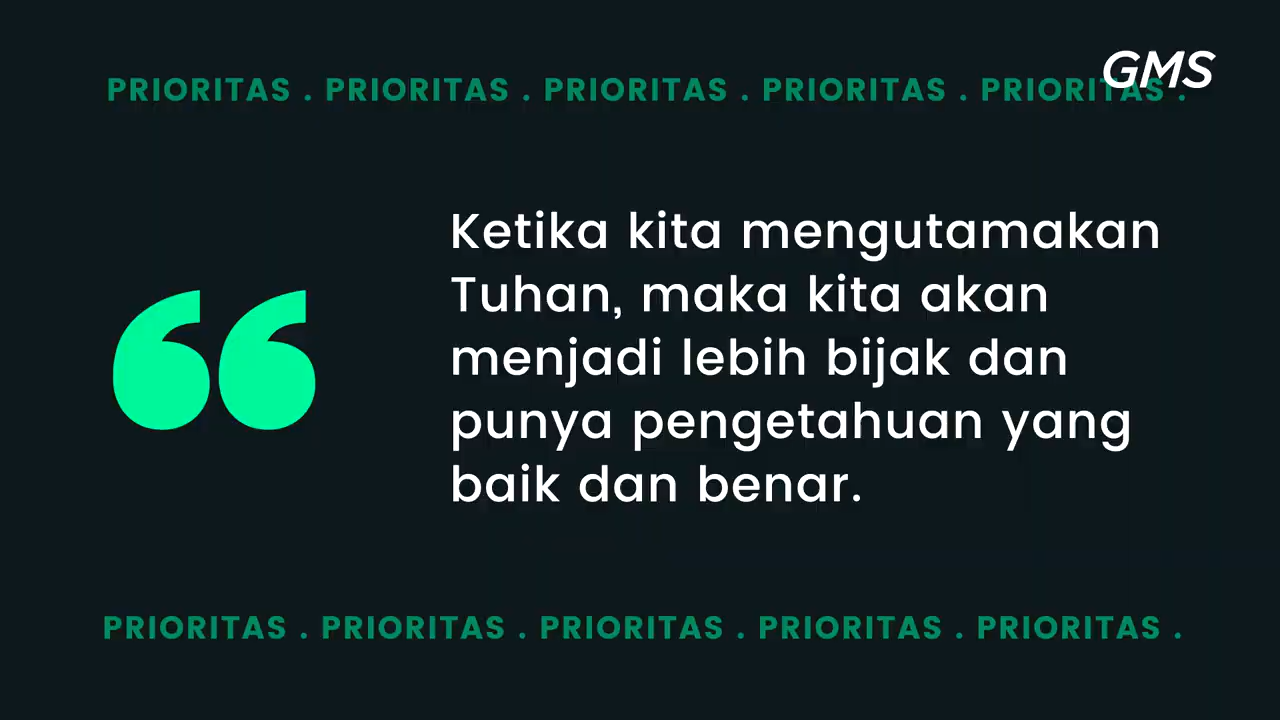 GMS
PRIORITAS . PRIORITAS . PRIORITAS . PRIORITAS . PRIORITAS .
Ketika kita mengutamakan
Tuhan, maka kita akan
menjadi lebih bijak dan
punya pengetahuan yang
baik dan benar.
PRIORITAS . PRIORITAS . PRIORITAS . PRIORITAS . PRIORITAS .